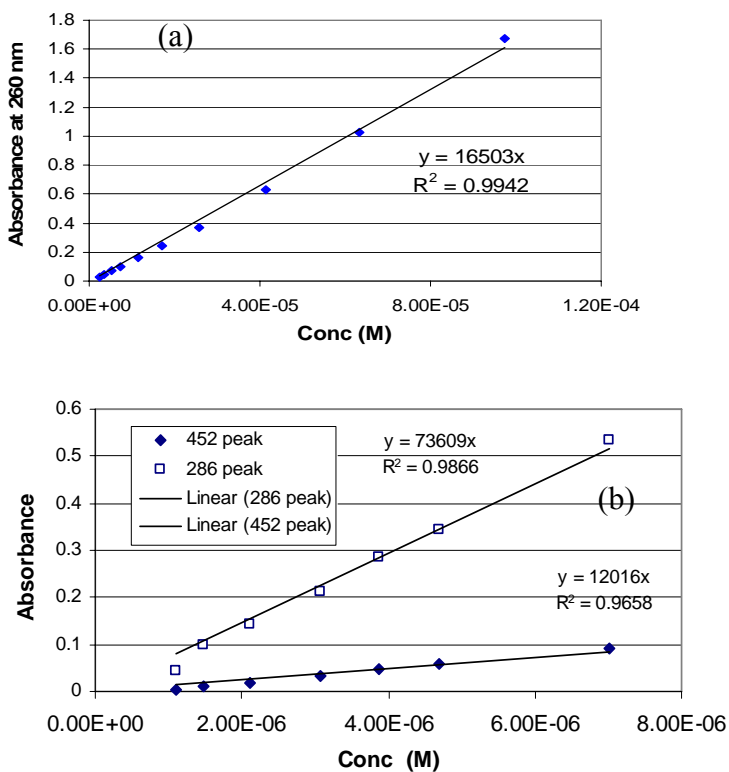 (a)
Absorbance at 260 nm
1.8
1.6
1.4
1.2
1
0.8
0.6
0.4
0.2
0
y = 16503x
R² = 0.9942
0.00E+00 4.00E-05 8.00E-05 1.20E-04
Conc (M)
(b)
Absorbance
0.6
0.5
0.4
0.3
0.2
0.1
0
452 peak
286 peak
Linear (286 peak)
Linear (452 peak)
y = 73609x
R² = 0.9866
y = 12016x
R² = 0.9658
0.00E+00 2.00E-06 4.00E-06 6.00E-06 8.00E-06
Conc (M)